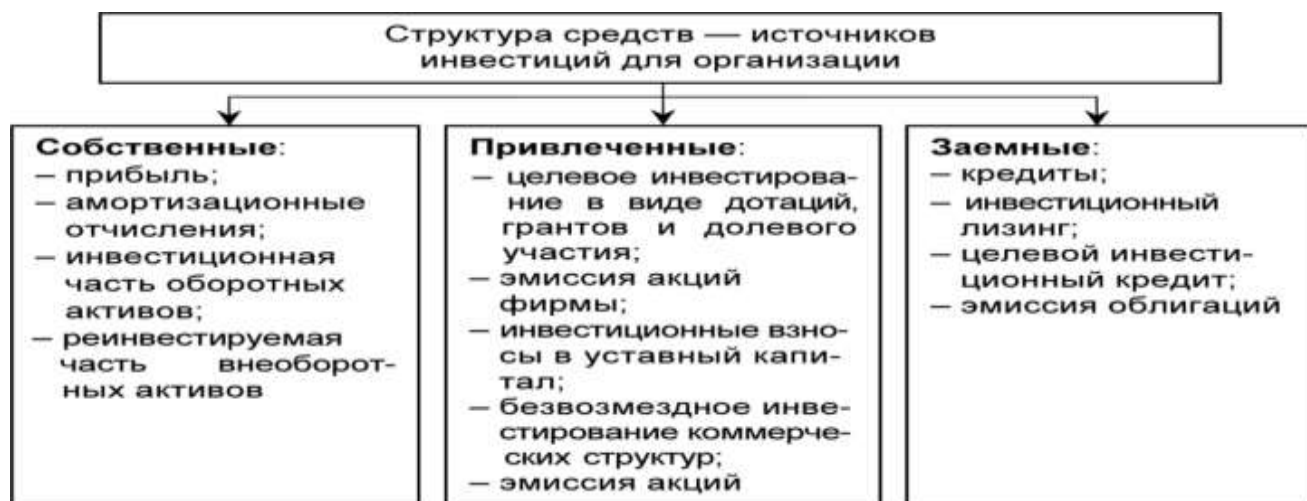 Структура средств — источников
инвестиций для организации
Собственные:
– прибыль;
– амортизационные
отчисления;
– инвестиционная
часть оборотных
активов;
– реинвестируемая
часть внеоборот-
ных активов
Привлеченные:
– целевое инвестирова-
ние в виде дотаций,
грантов и долевого
участия;
– эмиссия акций
фирмы;
– инвестиционные взно-
сы в уставный капи-
тал;
– безвозмездное инве-
стирование коммерче-
ских структур;
– эмиссия акций
Заемные:
– кредиты;
– инвестиционный
лизинг;
– целевой инвести-
ционный кредит;
– эмиссия облигаций